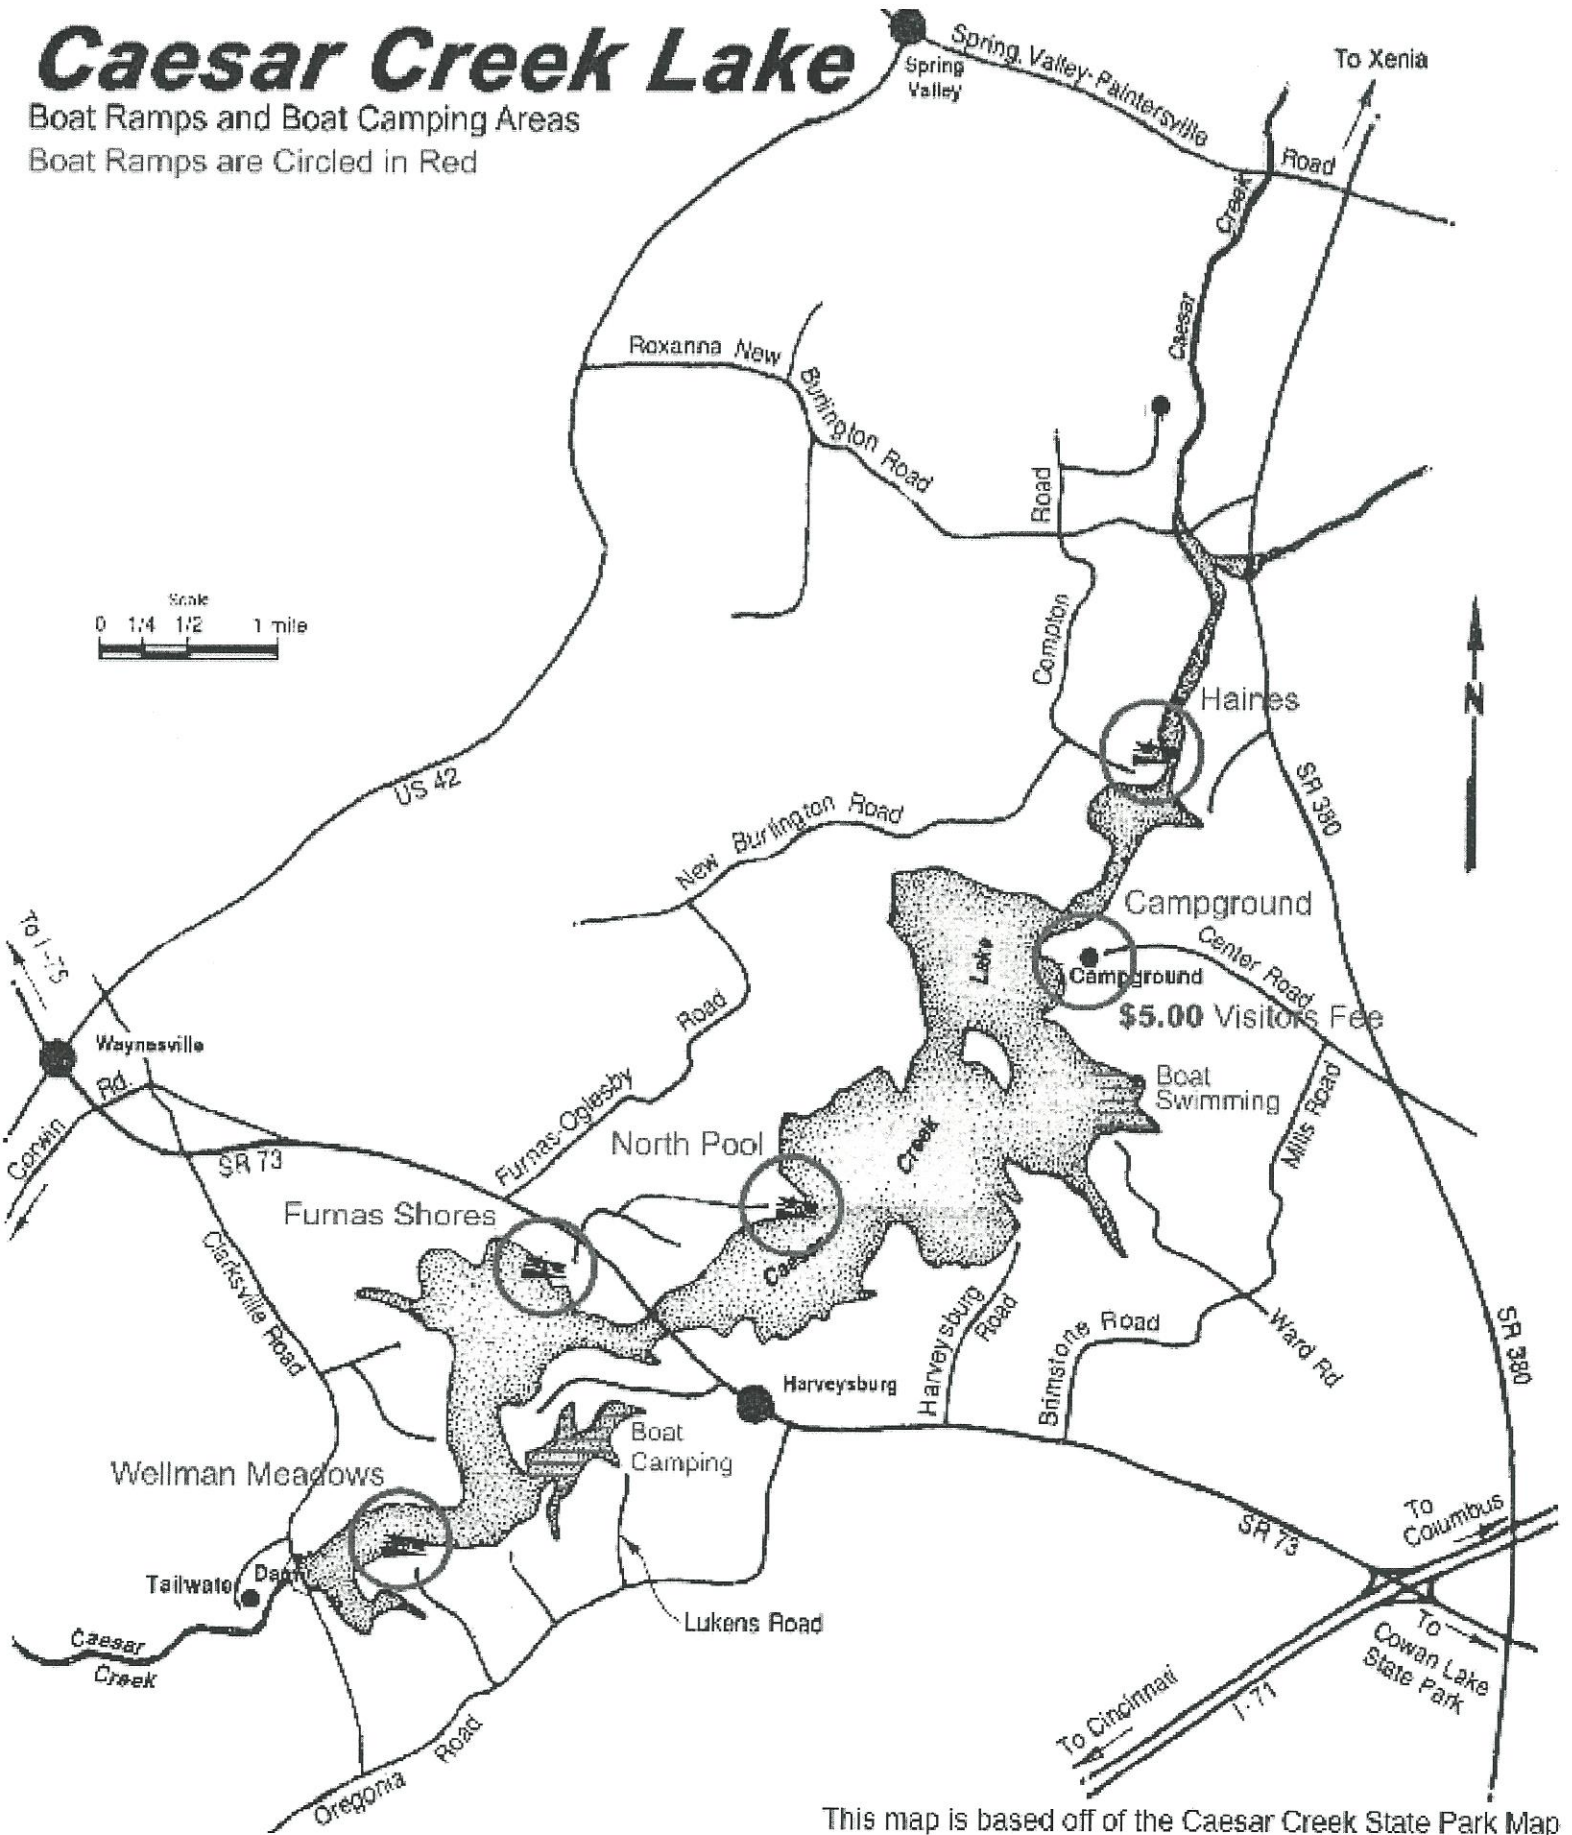 Caesar Creek Lake
Boat Ramps and Boat Camping Areas
Boat Ramps are Circled in Red
Spring
Valley
Spring Valley-Paintersville
Road
To Xenia
Creek
Caesar
Roxanna New
Burlington Road
Road
Compton
Scale
0 1/4 1/2 1 mile
N
Haines
US 42
SR 380
New Burlington Road
Campground
Center Road
Lake
Campground
$5.00 Visitors Fee
To I-75
Waynesville
Rd.
Corwin
Road
Furnas-Oglesby
Boat
Swimming
Mills Road
Creek
North Pool
SR 73
Furnas Shores
Caesar
Clarksville Road
Harveysburg
Road
Brimstone Road
Ward Rd
SR 380
Harveysburg
Boat
Camping
Wellman Meadows
To
Columbus
SR 73
Tailwater
Dam
Lukens Road
To
Cowan Lake
State Park
Caesar
Creek
To Cincinnati
I-71
Road
Oregonia
This map is based off of the Caesar Creek State Park Map